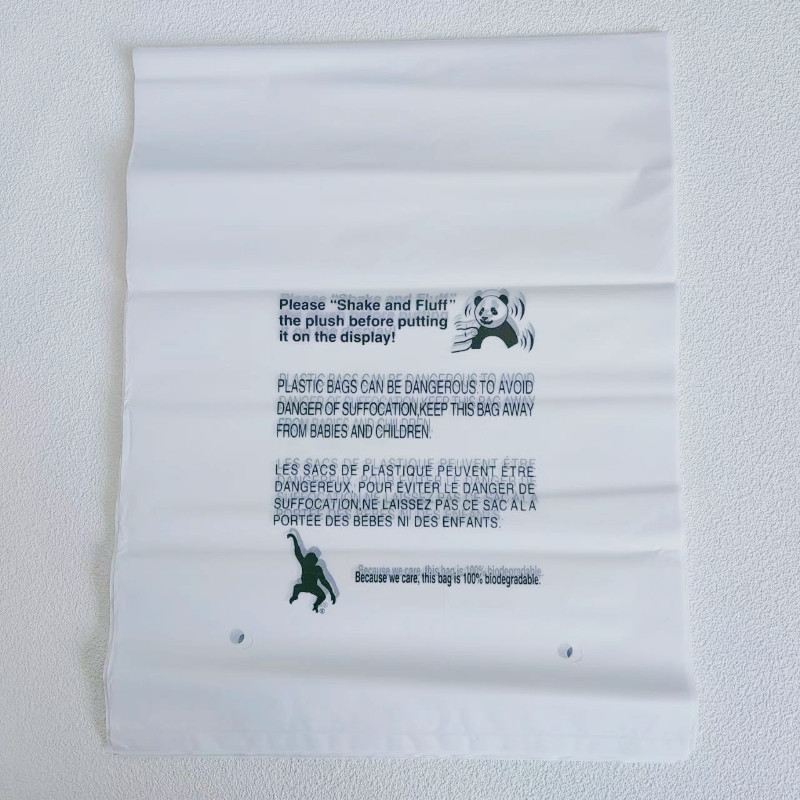 Please “Shake and Fluff”
the plush before putting
it on the display!
PLASTIC BAGS CAN BE DANGEROUS.TO AVOID
DANGER OF SUFFOCATION,KEEP THIS BAG AWAY
FROM BABIES AND CHILDREN.
LES SACS DE PLASTIQUE PEUVENT ÊTRE
DANGEREUX, POUR ÉVITER LE DANGER DE
SUFFOCATION,NE LAISSEZ PAS CE SAC ALA
PORTEE DES BEBES NI DES ENFANTS.
Because we care, this bag is 100% biodegradable.
®